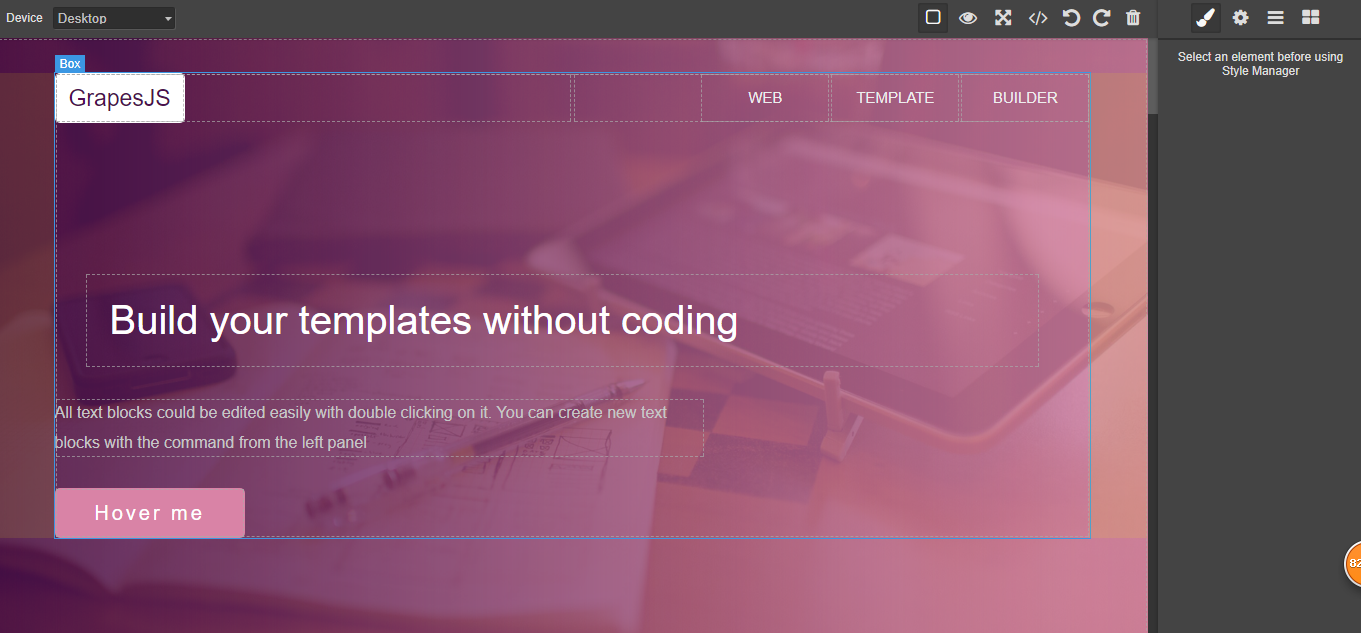 Device Desktop
Select an element before using
Style Manager
Box
GrapesJS WEB TEMPLATE BUILDER
Build your templates without coding
All text blocks could be edited easily with double clicking on it. You can create new text
blocks with the command from the left panel
Hover me
82